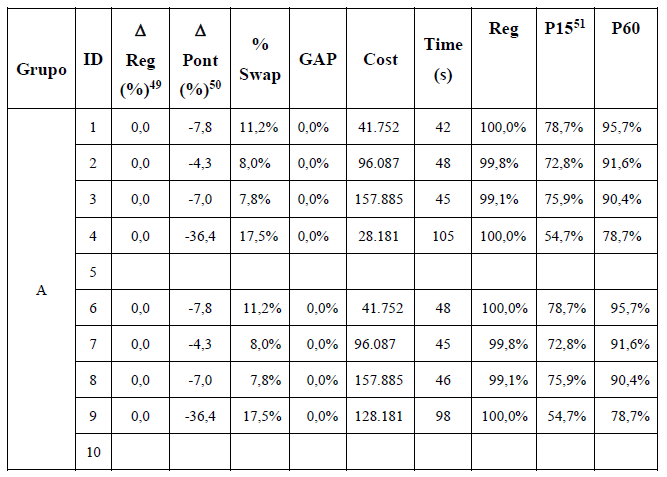 Grupo ID Δ Reg (%)49 Δ Pont (%)50 % Swap GAP Cost Time (s) Reg P1551 P60
A
1 0,0 -7,8 11,2% 0,0% 41.752 42 100,0% 78,7% 95,7%
2 0,0 -4,3 8,0% 0,0% 96.087 48 99,8% 72,8% 91,6%
3 0,0 -7,0 7,8% 0,0% 157.885 45 99,1% 75,9% 90,4%
4 0,0 -36,4 17,5% 0,0% 28.181 105 100,0% 54,7% 78,7%
5
6 0,0 -7,8 11,2% 0,0% 41.752 48 100,0% 78,7% 95,7%
7 0,0 -4,3 8,0% 0,0% 96.087 45 99,8% 72,8% 91,6%
8 0,0 -7,0 7,8% 0,0% 157.885 46 99,1% 75,9% 90,4%
9 0,0 -36,4 17,5% 0,0% 128.181 98 100,0% 54,7% 78,7%
10